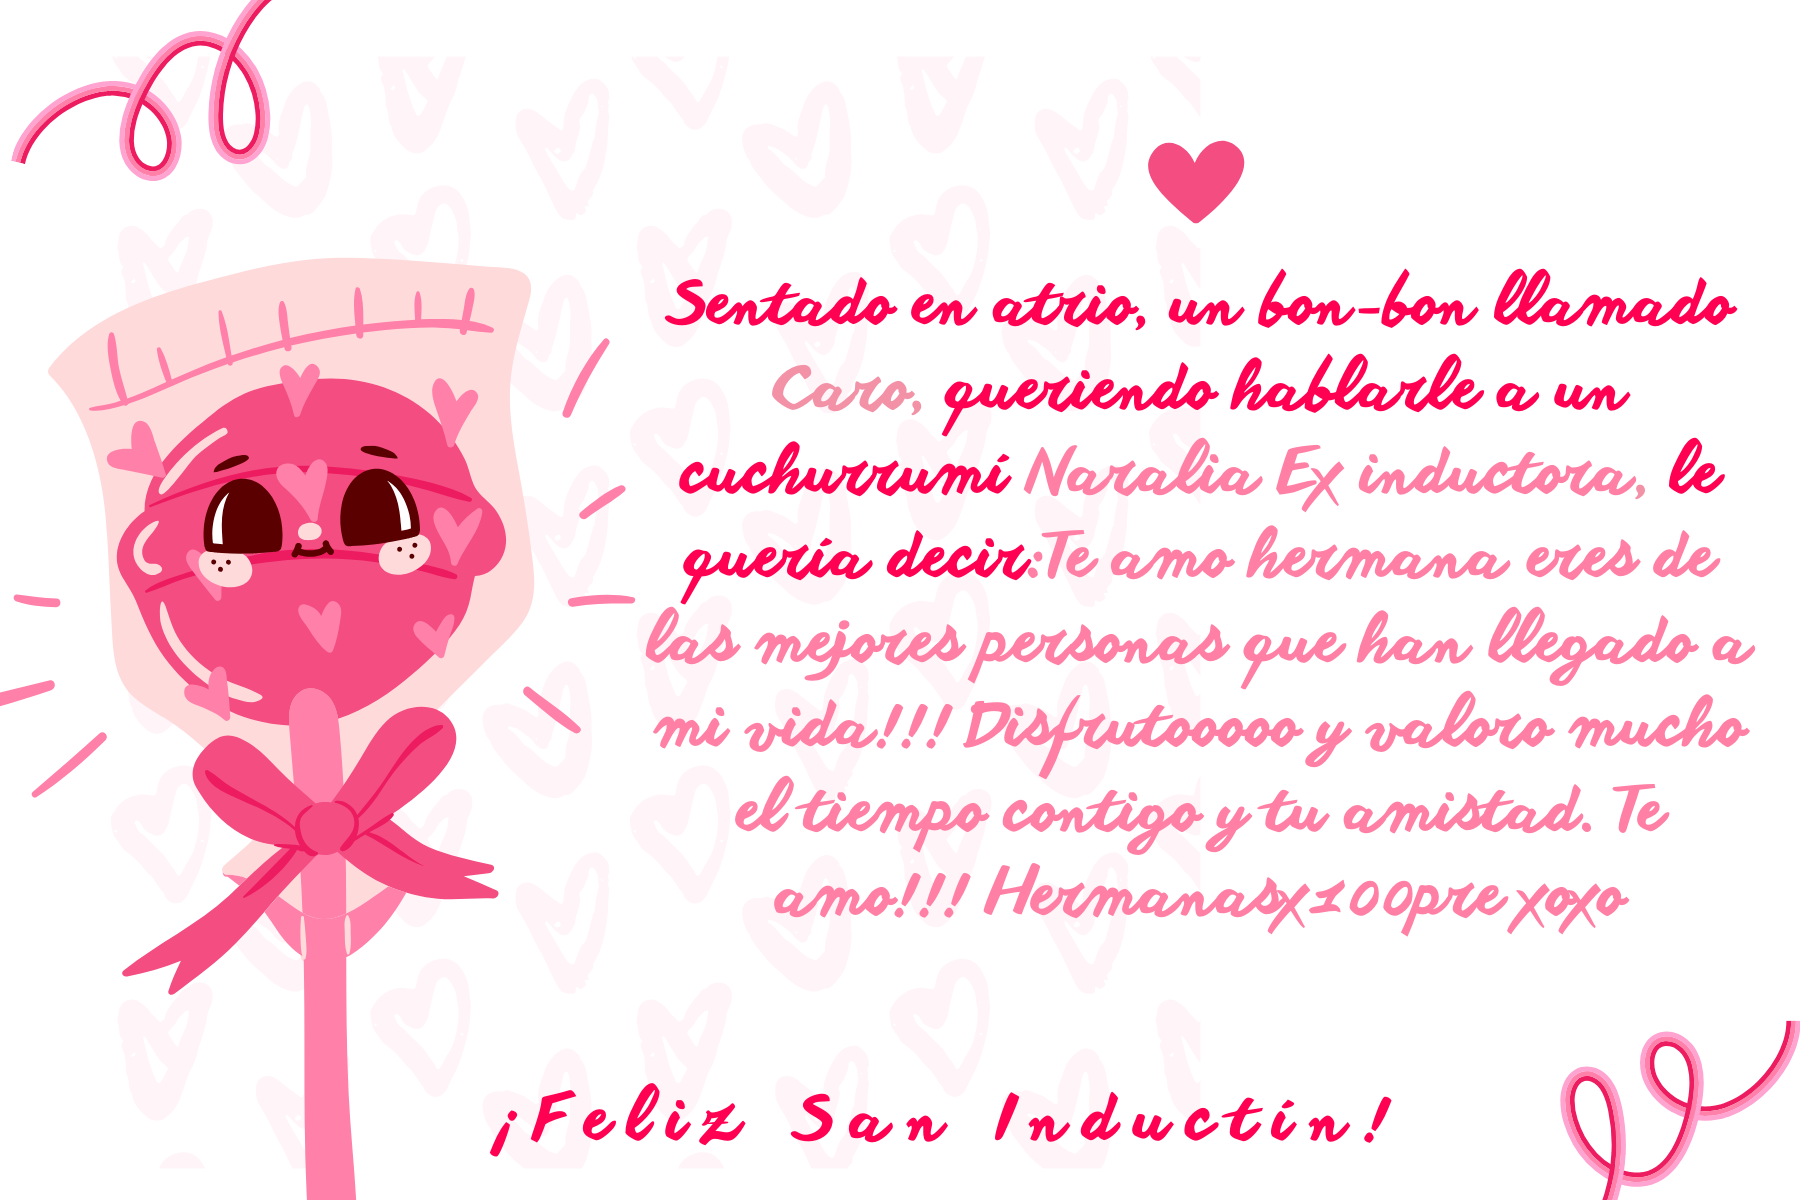 Sentado en atrio, un bon-bon llamado
Caro, queriendo hablarle a un
cuchurrumí Naralia Ex inductora, le
quería decir:Te amo hermana eres de
las mejores personas que han llegado a
mi vida!!! Disfrutooooo y valoro mucho
el tiempo contigo y tu amistad. Te
amo!!! Hermanasx100pre xoxo
¡Feliz San Inductín!